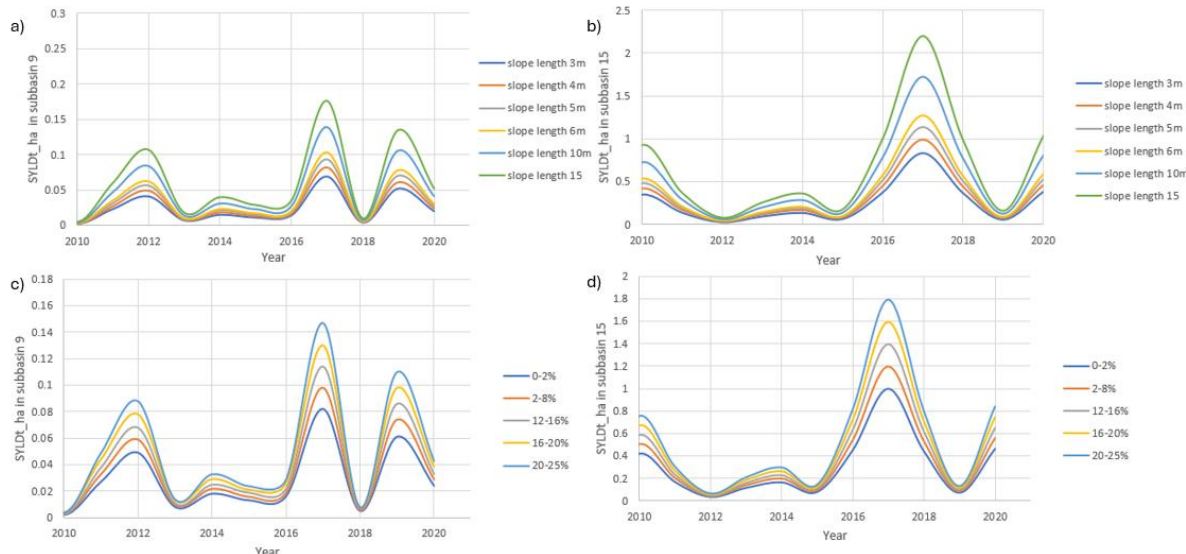 a)
SYLDt_ha in subbasin 9
0.3
0.25
0.2
0.15
0.1
0.05
0
2010 2012 2014 2016 2018 2020
Year
slope length 3m
slope length 4m
slope length 5m
slope length 6m
slope length 10m
slope length 15
b)
SYLDt_ha in subbasin 15
2.5
2
1.5
1
0.5
0
2010 2012 2014 2016 2018 2020
Year
slope length 3m
slope length 4m
slope length 5m
slope length 6m
slope length 10m
slope length 15
c)
SYLDt_ha in subbasin 9
0.18
0.16
0.14
0.12
0.1
0.08
0.06
0.04
0.02
0
2010 2012 2014 2016 2018 2020
Year
0-2%
2-8%
12-16%
16-20%
20-25%
d)
SYLDt_ha in subbasin 15
2
1.8
1.6
1.4
1.2
1
0.8
0.6
0.4
0.2
0
2010 2012 2014 2016 2018 2020
Year
0-2%
2-8%
12-16%
16-20%
20-25%